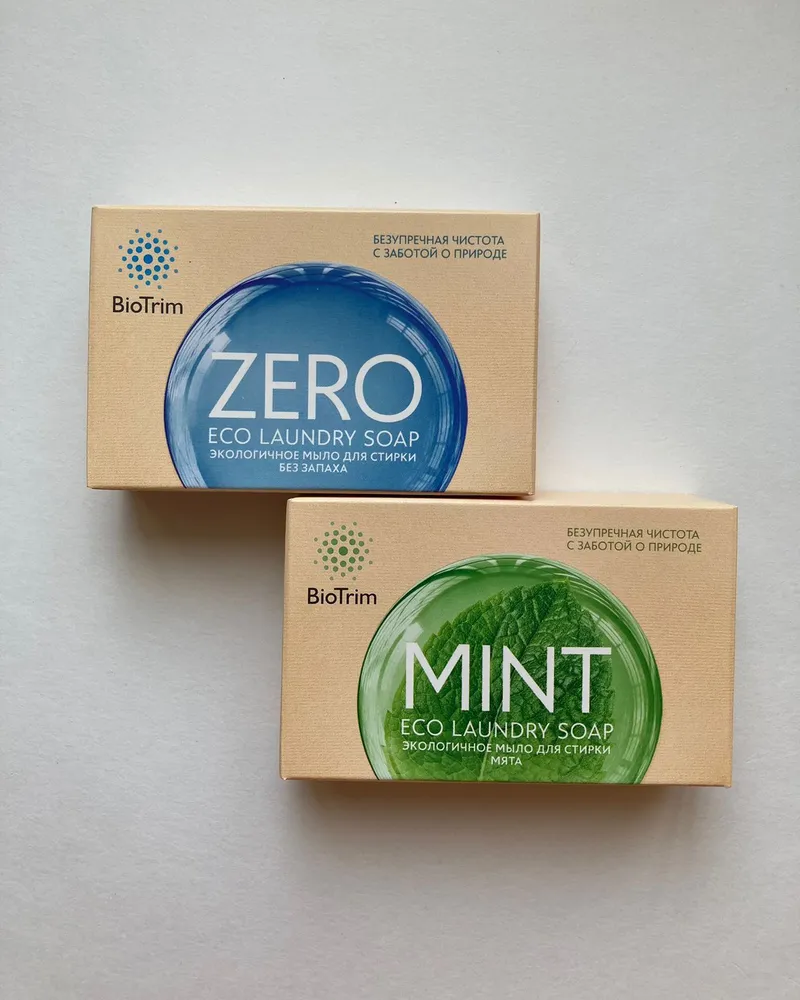 BioTrim
БЕЗУПРЕЧНАЯ ЧИСТОТА
С ЗАБОТОЙ О ПРИРОДЕ
ZERO
ECO LAUNDRY SOAP
ЭКОЛОГИЧНОЕ МЫЛО ДЛЯ СТИРКИ
БЕЗ ЗАПАХА
BioTrim
БЕЗУПРЕЧНАЯ ЧИСТОТА
С ЗАБОТОЙ О ПРИРОДЕ
MINT
ECO LAUNDRY SOAP
ЭКОЛОГИЧНОЕ МЫЛО ДЛЯ СТИРКИ
МЯТА